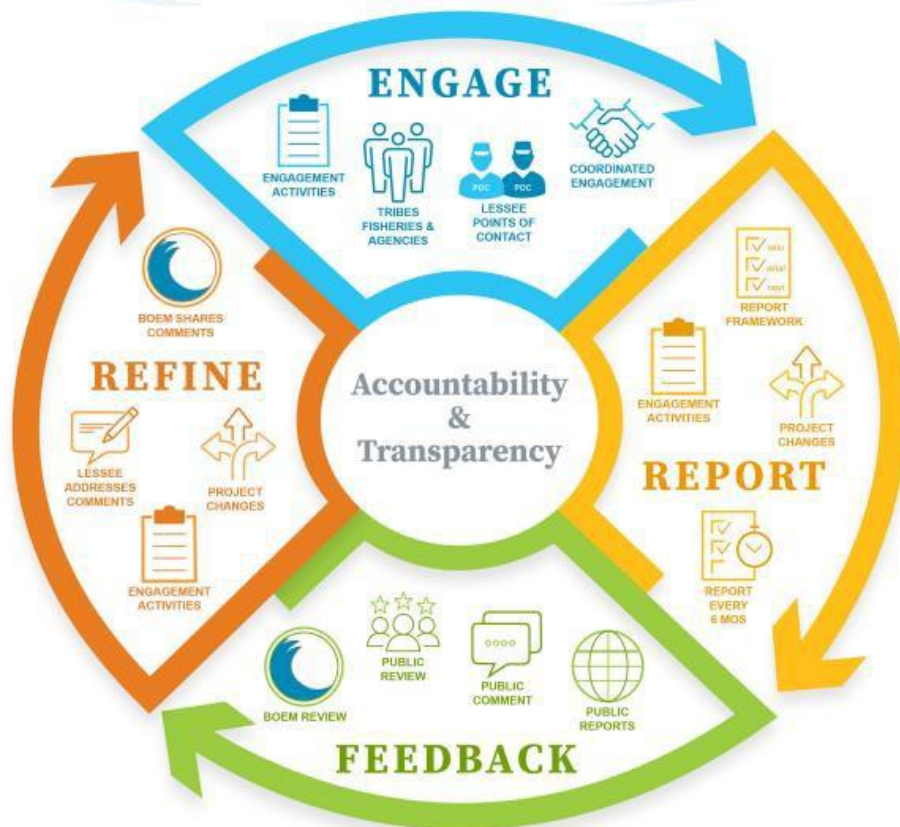 ENGAGE
ENGAGEMENT
ACTIVITIES
TRIBES
FISHERIES &
AGENCIES
POC
POC
LESSEE
POINTS OF
CONTACT
COORDINATED
ENGAGEMENT
REPORT
FRAMEWORK
ENGAGEMENT
ACTIVITIES
PROJECT
CHANGES
REPORT
REPORT
EVERY
6 MOS
Accountability
&
Transparency
BOEM SHARES
COMMENTS
REFINE
LESSEE
ADDRESSES
COMMENTS
PROJECT
CHANGES
ENGAGEMENT
ACTIVITIES
BOEM REVIEW
PUBLIC
REVIEW
PUBLIC
COMMENT
PUBLIC
REPORTS
FEEDBACK